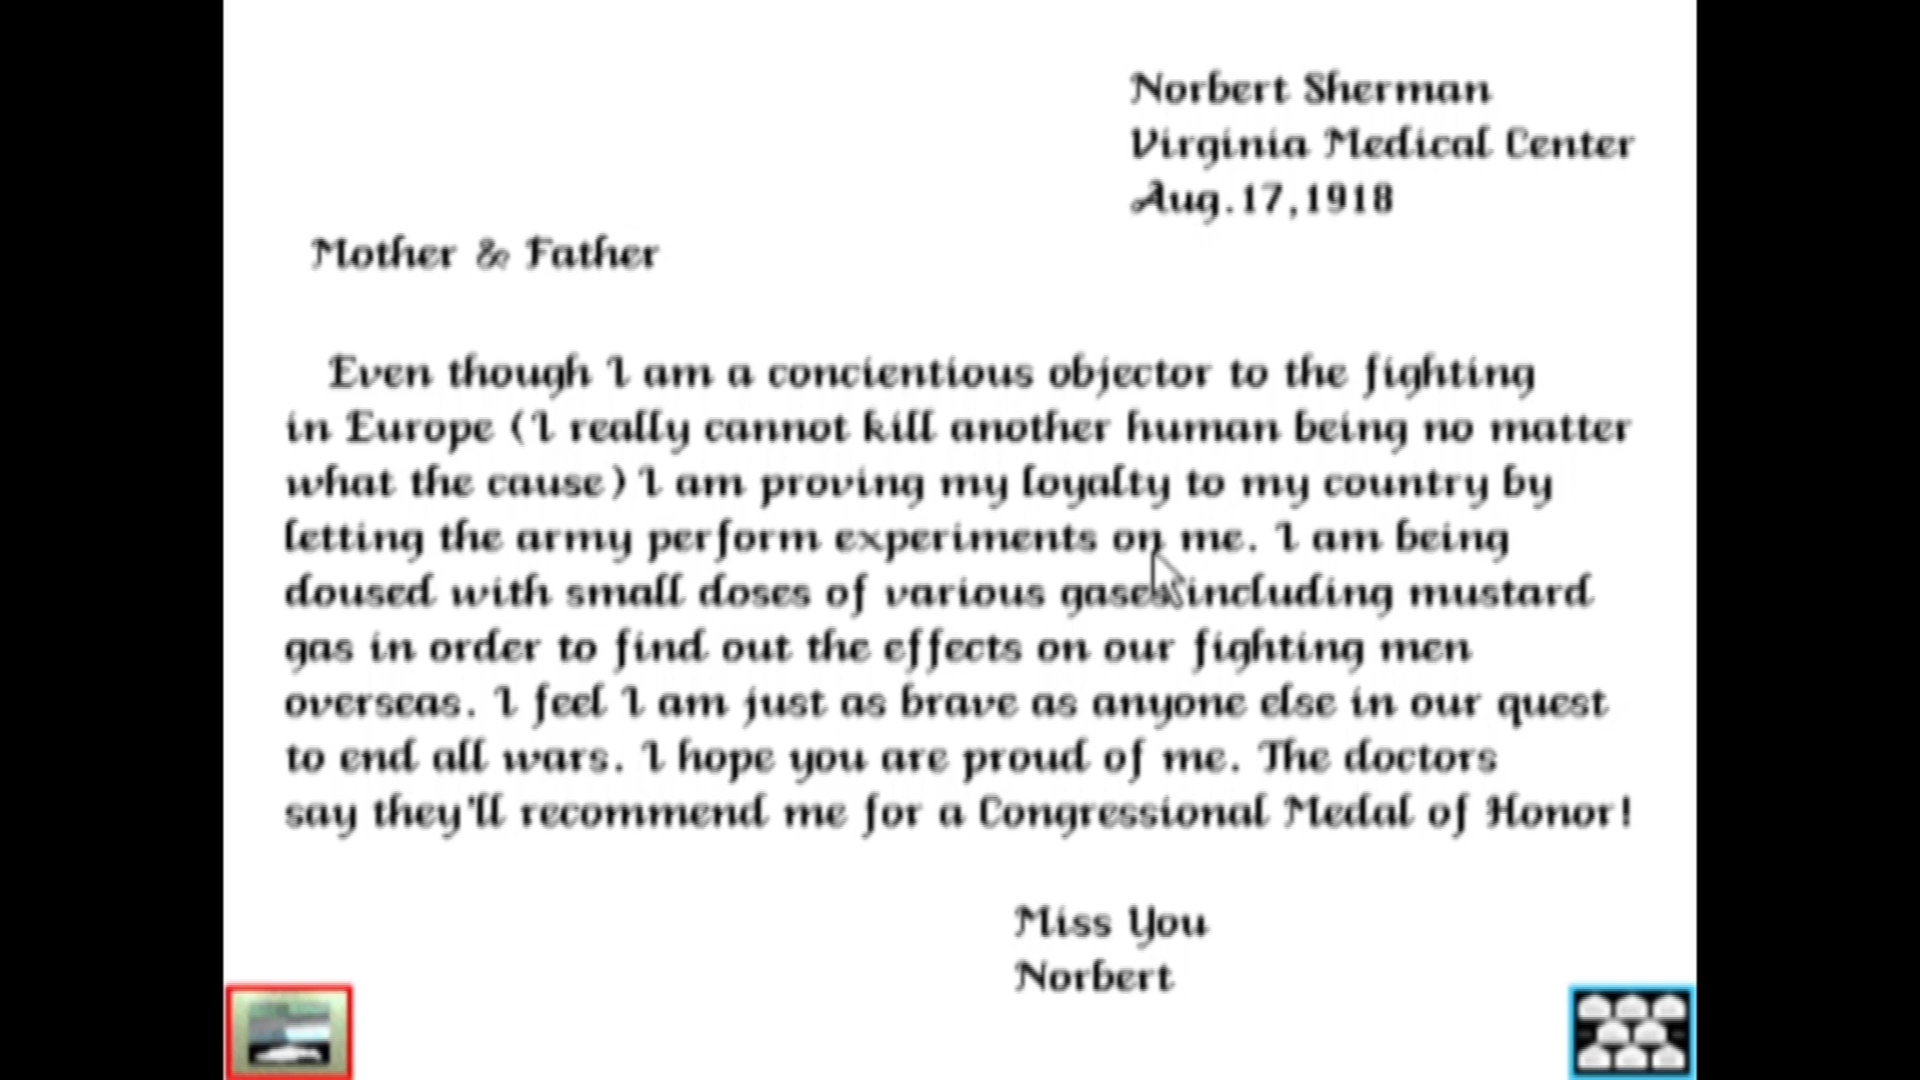 Norbert Sherman
Virginia Medical Center
Aug.17,1918
Mother & Father
Even though I am a concientious objector to the fighting
in Europe (I really cannot kill another human being no matter
what the cause) I am proving my loyalty to my country by
letting the army perform experiments on me. I am being
doused with small doses of various gases including mustard
gas in order to find out the effects on our fighting men
overseas. I feel I am just as brave as anyone else in our quest
to end all wars. I hope you are proud of me. The doctors
say they'll recommend me for a Congressional Medal of Honor!
Miss You
Norbert